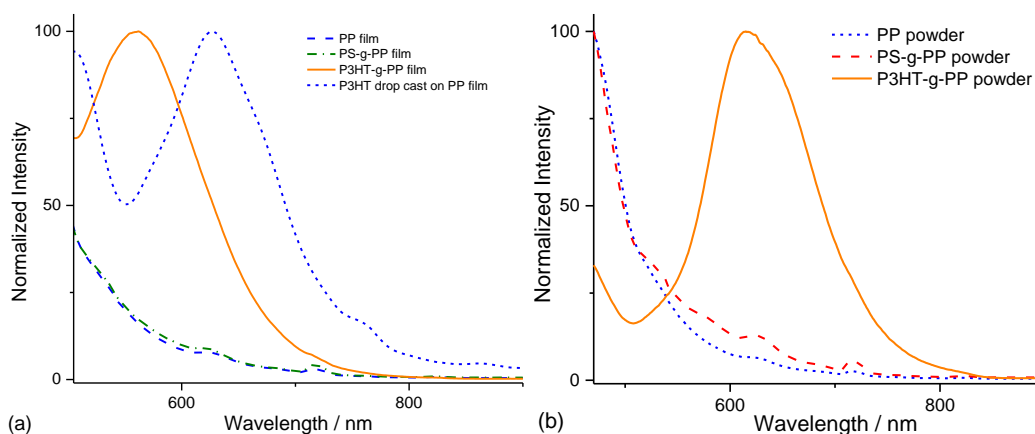 100
50
0
Normalized Intensity
PP film
PS-g-PP film
P3HT-g-PP film
P3HT drop cast on PP film
600
800
Wavelength / nm
(a)
100
50
0
Normalized Intensity
PP powder
PS-g-PP powder
P3HT-g-PP powder
600
800
Wavelength / nm
(b)